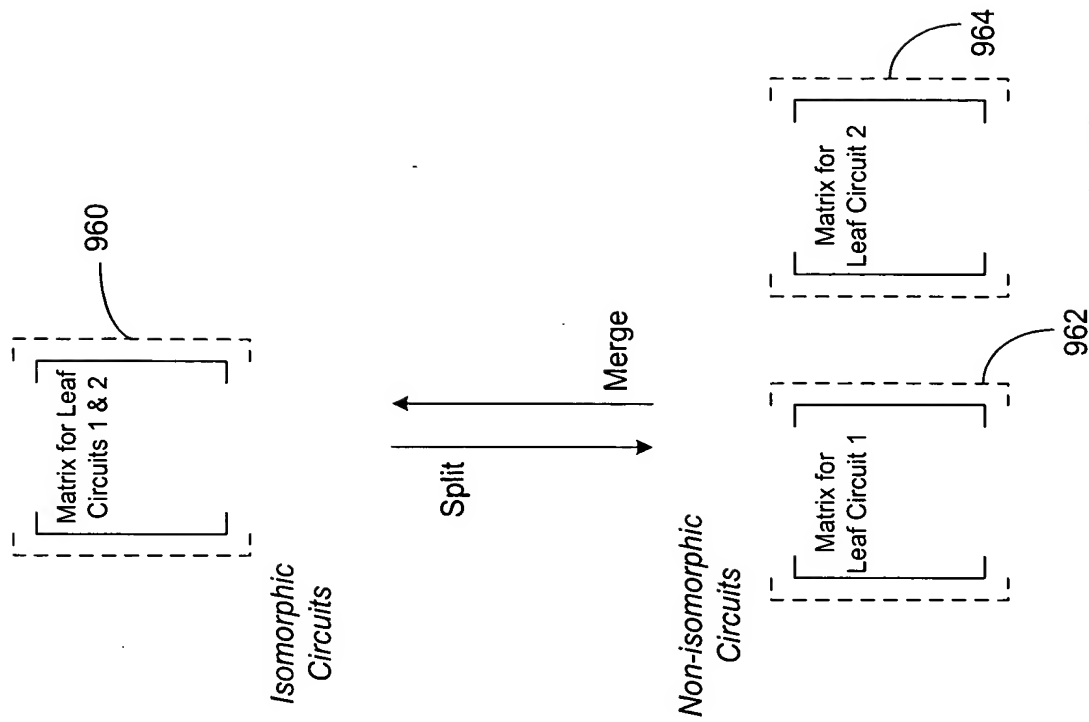 960
Matrix for Leaf
Circuits 1 & 2
Isomorphic
Circuits
Split
Merge
Non-isomorphic
Circuits
Matrix for
Leaf Circuit 1
962
Matrix for
Leaf Circuit 2
964